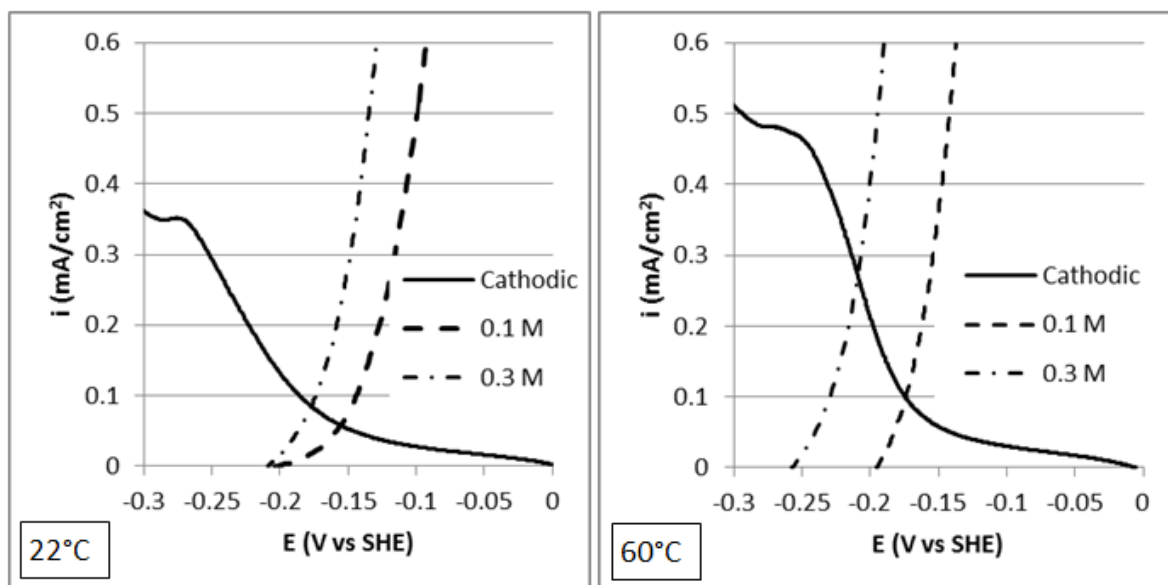 0.6
0.5
0.4
0.3
0.2
0.1
0
-0.3 -0.25 -0.2 -0.15 -0.1 -0.05 0
i (mA/cm²)
E (V vs SHE)
Cathodic
0.1 M
0.3 M
22°C
0.6
0.5
0.4
0.3
0.2
0.1
0
-0.3 -0.25 -0.2 -0.15 -0.1 -0.05 0
i (mA/cm²)
E (V vs SHE)
Cathodic
0.1 M
0.3 M
60°C